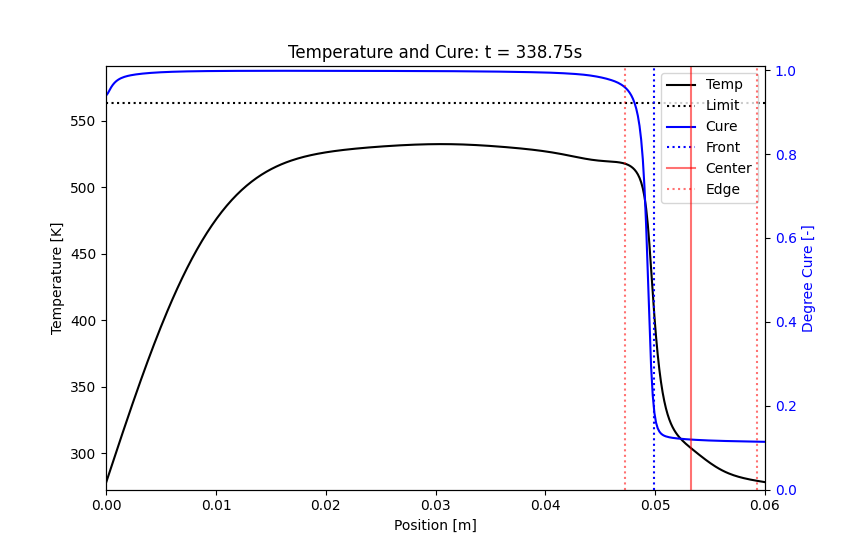 Temperature and Cure: t = 338.75s
Temperature [K]
550
500
450
400
350
300
Temp
Limit
Cure
Front
Center
Edge
1.0
0.8
0.6
0.4
0.2
0.0
Degree Cure [-]
0.00 0.01 0.02 0.03 0.04 0.05 0.06
Position [m]